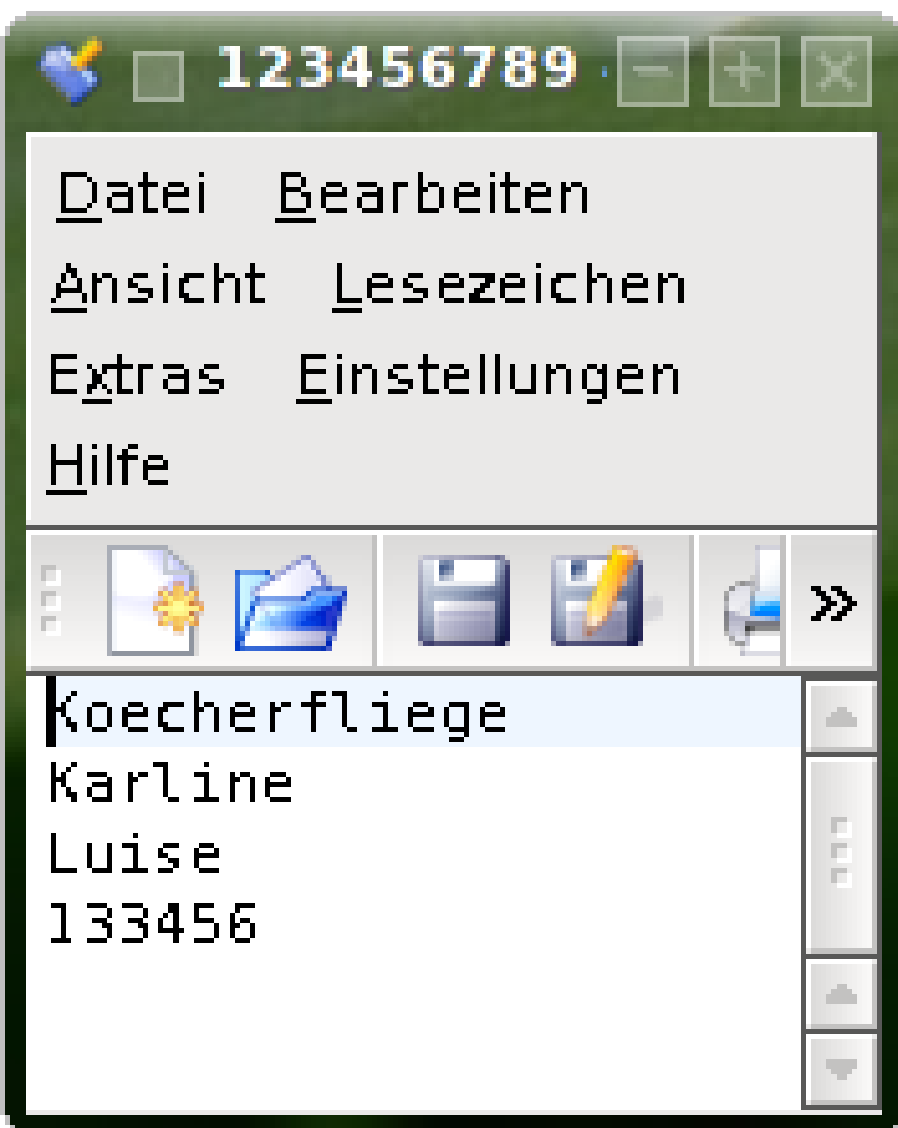 123456789
Datei Bearbeiten
Ansicht Lesezeichen
Extras Einstellungen
Hilfe
»
Koecherfliege
Karline
Luise
133456